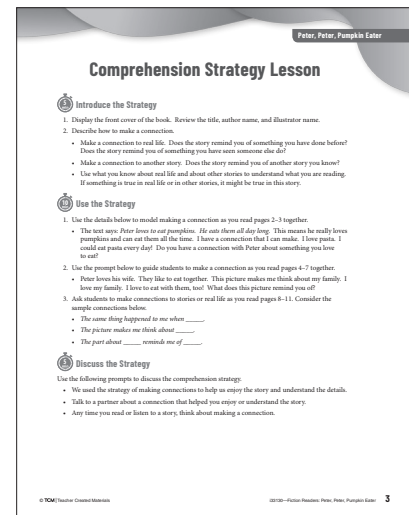 Peter, Peter, Pumpkin Eater
Comprehension Strategy Lesson
Introduce the Strategy
1. Display the front cover of the book. Review the title, author name, and illustrator name.
2. Describe how to make a connection.
• Make a connection to real life. Does the story remind you of something you have done before?
Does the story remind you of something you have seen someone else do?
• Make a connection to another story. Does the story remind you of another story you know?
• Use what you know about real life and about other stories to understand what you are reading.
If something is true in real life or in other stories, it might be true in this story.
10
Use the Strategy
1. Use the details below to model making a connection as you read pages 2–3 together.
• The text says: Peter loves to eat pumpkins. He eats them all day long. This means he really loves
pumpkins and can eat them all the time. I have a connection that I can make. I love pasta. I
could eat pasta every day! Do you have a connection with Peter about something you love
to eat?
2. Use the prompt below to guide students to make a connection as you read pages 4–7 together.
• Peter loves his wife. They like to eat together. This picture makes me think about my family. I
love my family. I love to eat with them, too! What does this picture remind you of?
3. Ask students to make connections to stories or real life as you read pages 8–11. Consider the
sample connections below.
• The same thing happened to me when _____.
• The picture makes me think about _____.
• The part about _____ reminds me of _____.
Discuss the Strategy
Use the following prompts to discuss the comprehension strategy.
• We used the strategy of making connections to help us enjoy the story and understand the details.
• Talk to a partner about a connection that helped you enjoy or understand the story.
• Any time you read or listen to a story, think about making a connection.
© TCM | Teacher Created Materials
—Fiction Readers: Peter, Peter, Pumpkin Eater 3